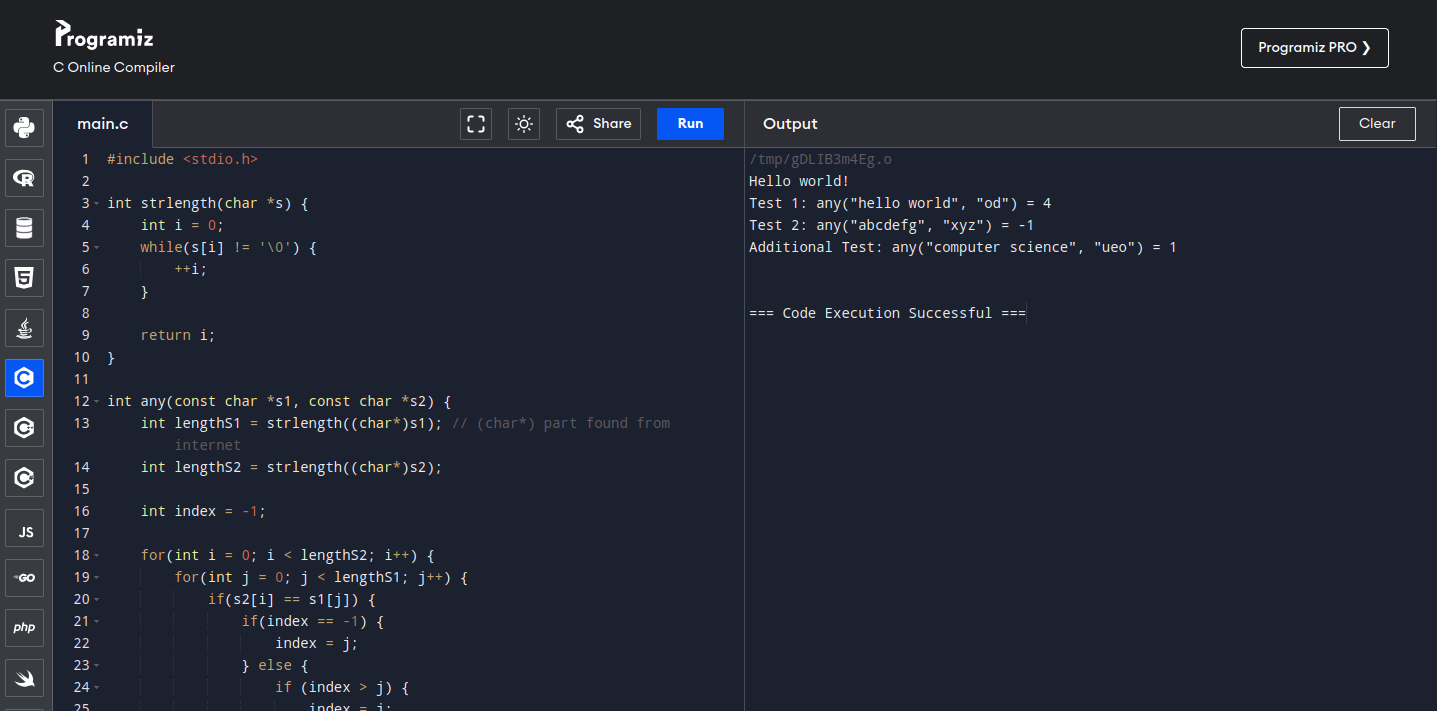 Programiz
C Online Compiler
Programiz PRO ❯
main.c
Share
Run
Output
Clear
1 #include <stdio.h>
2
3 int strlength(char *s) {
4     int i = 0;
5     while(s[i] != '\0') {
6         ++i;
7     }
8
9     return i;
10 }
11
12 int any(const char *s1, const char *s2) {
13     int lengthS1 = strlength((char*)s1); // (char*) part found from
internet
14     int lengthS2 = strlength((char*)s2);
15
16     int index = -1;
17
18     for(int i = 0; i < lengthS2; i++) {
19         for(int j = 0; j < lengthS1; j++) {
20             if(s2[i] == s1[j]) {
21                 if(index == -1) {
22                     index = j;
23                 } else {
24                     if (index > j) {
25                         index = j;
/tmp/gDLIB3m4Eg.o
Hello world!
Test 1: any("hello world", "od") = 4
Test 2: any("abcdefg", "xyz") = -1
Additional Test: any("computer science", "ueo") = 1
=== Code Execution Successful ===
R
5
C
C
C
JS
GO
php